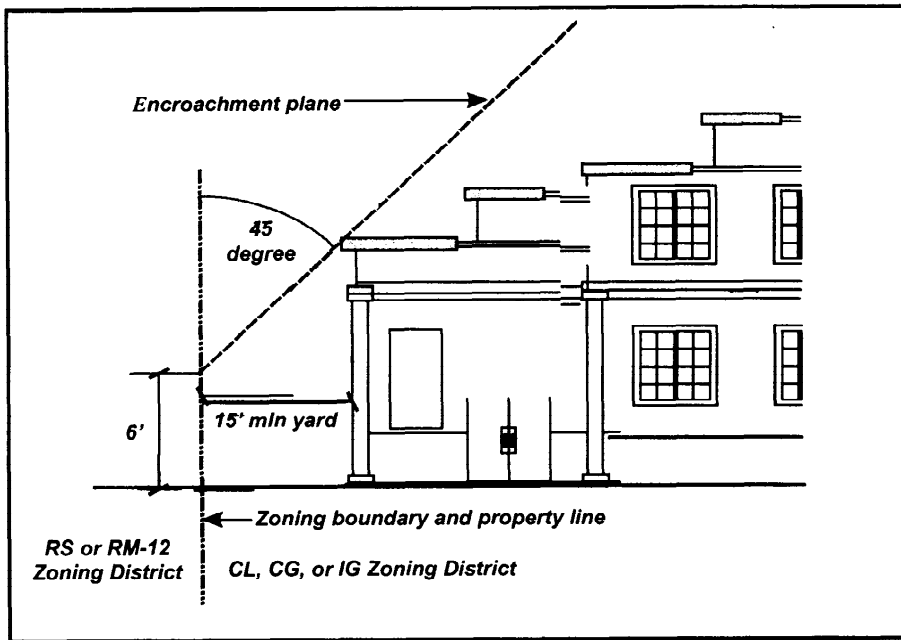 Encroachment plane
45
degree
15' min yard
6'
Zoning boundary and property line
RS or RM-12
Zoning District
CL, CG, or IG Zoning District